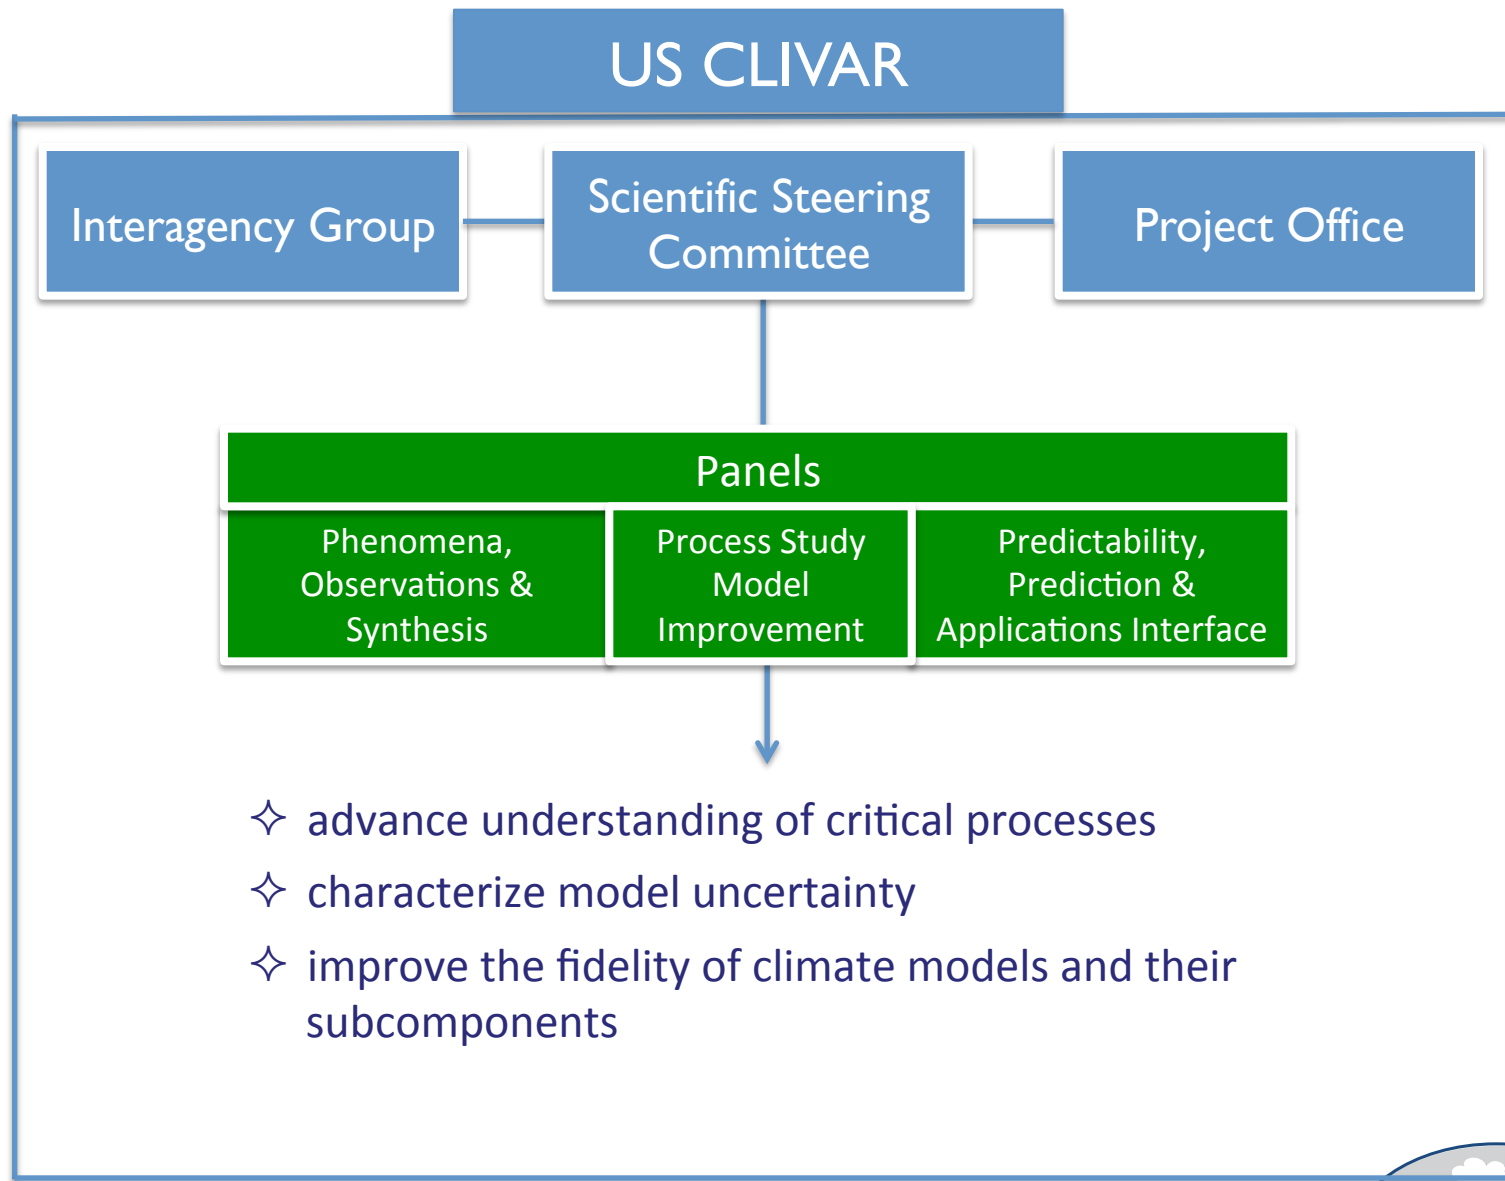 US CLIVAR
Interagency Group
Scientific Steering
Committee
Project Office
Panels
Phenomena,
Observations &
Synthesis
Process Study
Model
Improvement
Predictability,
Prediction &
Applications Interface
✧ advance understanding of critical processes
✧ characterize model uncertainty
✧ improve the fidelity of climate models and their
subcomponents